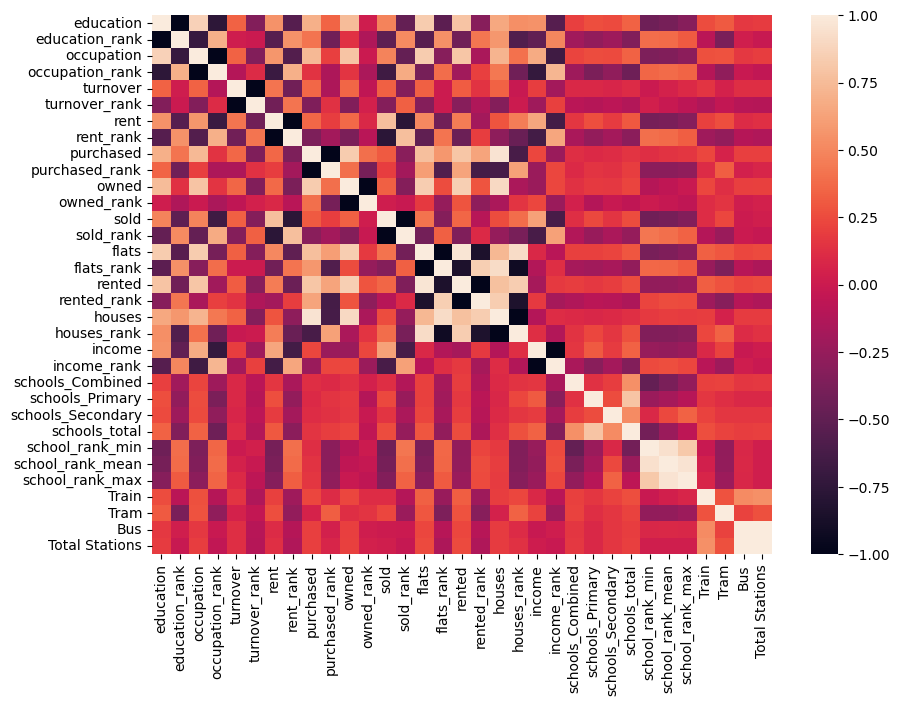 education
education_rank
occupation
occupation_rank
turnover
turnover_rank
rent
rent_rank
purchased
purchased_rank
owned
owned_rank
sold
sold_rank
flats
flats_rank
rented
rented_rank
houses
houses_rank
income
income_rank
schools_Combined
schools_Primary
schools_Secondary
schools_total
school_rank_min
school_rank_mean
school_rank_max
Train
Tram
Bus
Total Stations
education
education_rank
occupation
occupation_rank
turnover
turnover_rank
rent
rent_rank
purchased
purchased_rank
owned
owned_rank
sold
sold_rank
flats
flats_rank
rented
rented_rank
houses
houses_rank
income
income_rank
schools_Combined
schools_Primary
schools_Secondary
schools_total
school_rank_min
school_rank_mean
school_rank_max
Train
Tram
Bus
Total Stations
1.00
0.75
0.50
0.25
0.00
−0.25
−0.50
−0.75
−1.00